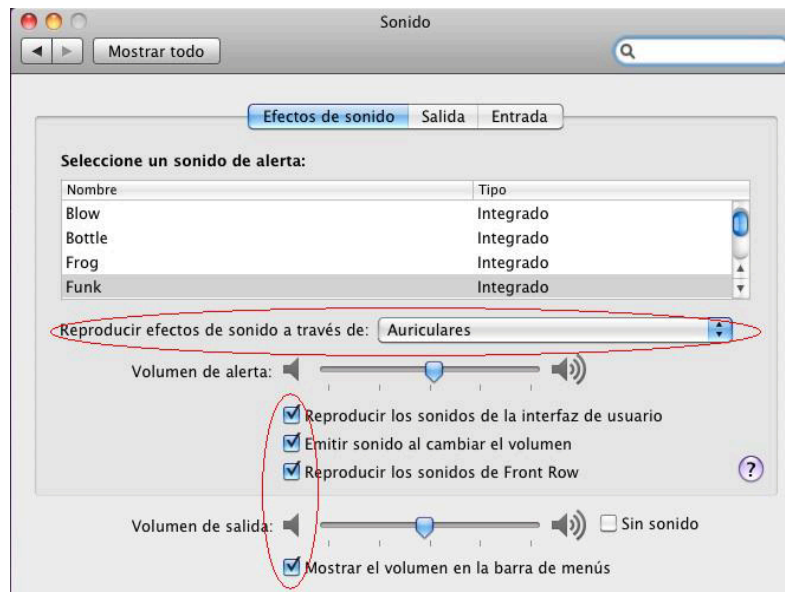 Sonido
Mostrar todo
Efectos de sonido Salida Entrada
Seleccione un sonido de alerta:
Nombre Tipo
Blow Integrado
Bottle Integrado
Frog Integrado
Funk Integrado
Reproducir efectos de sonido a través de: Auriculares
Volumen de alerta:
Reproducir los sonidos de la interfaz de usuario
Emitir sonido al cambiar el volumen
Reproducir los sonidos de Front Row
?
Volumen de salida: Sin sonido
Mostrar el volumen en la barra de menús